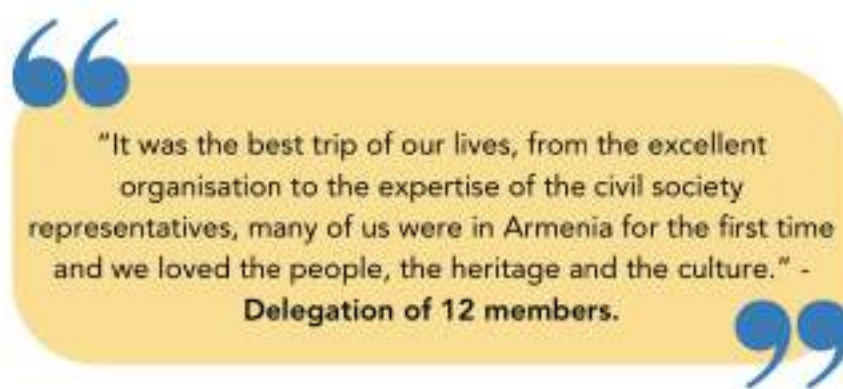 “It was the best trip of our lives, from the excellent
organisation to the expertise of the civil society
representatives, many of us were in Armenia for the first time
and we loved the people, the heritage and the culture.” -
Delegation of 12 members.